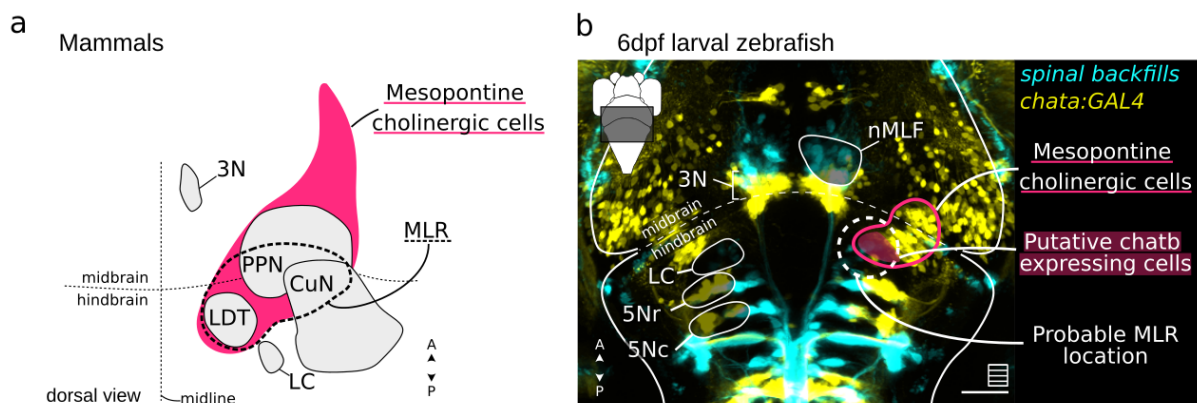 a
Mammals
Mesopontine
cholinergic cells
3N
MLR
PPN
CuN
midbrain
hindbrain
LDT
LC
A
P
dorsal view
midline
b
6dpf larval zebrafish
spinal backfills
chata:GAL4
nMLF
3N
Mesopontine
cholinergic cells
midbrain
hindbrain
LC
Putative chatb
expressing cells
5Nr
5Nc
Probable MLR
location
A
P